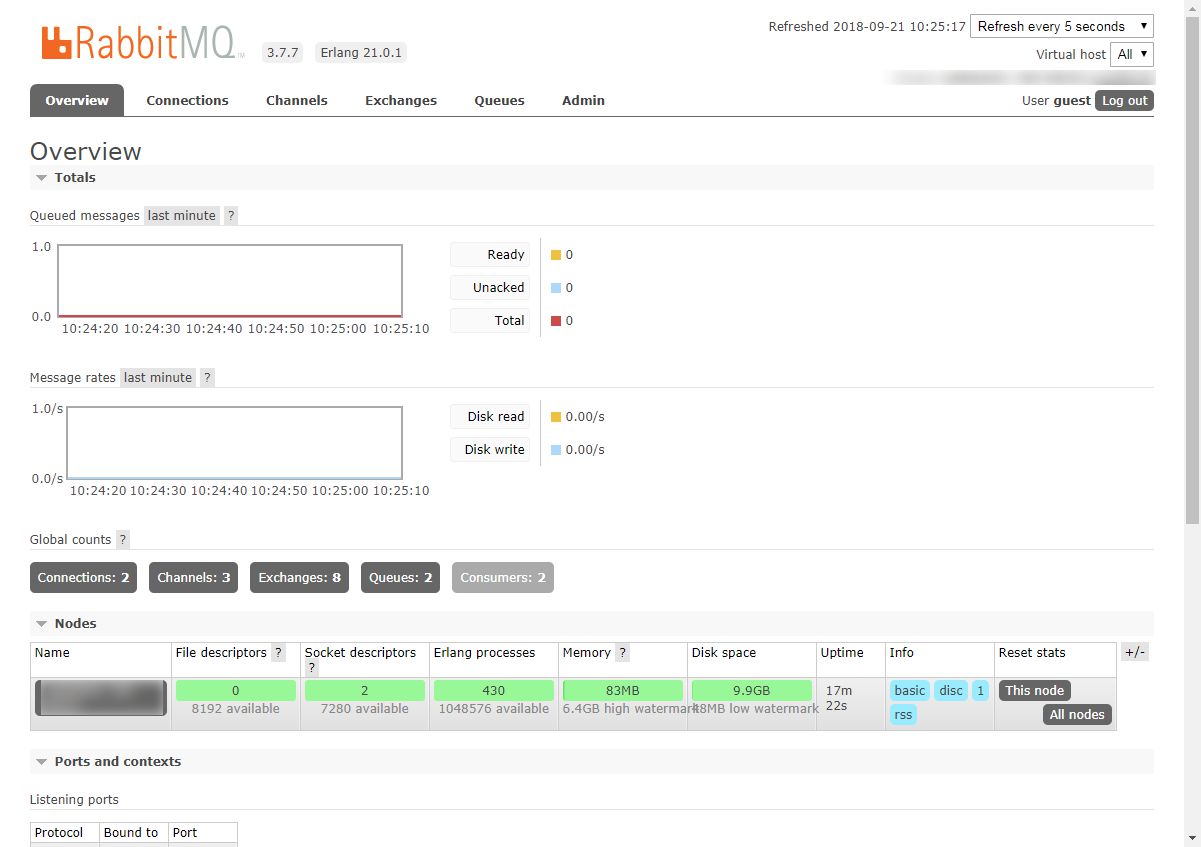 RabbitMQ TM 3.7.7 Erlang 21.0.1
Refreshed 2018-09-21 10:25:17 Refresh every 5 seconds
Virtual host All
Overview Connections Channels Exchanges Queues Admin
User guest Log out
Overview
Totals
Queued messages last minute ?
1.0
0.0
10:24:20 10:24:30 10:24:40 10:24:50 10:25:00 10:25:10
Ready 0
Unacked 0
Total 0
Message rates last minute ?
1.0/s
0.0/s
10:24:20 10:24:30 10:24:40 10:24:50 10:25:00 10:25:10
Disk read 0.00/s
Disk write 0.00/s
Global counts ?
Connections: 2 Channels: 3 Exchanges: 8 Queues: 2 Consumers: 2
Nodes
Name File descriptors ? Socket descriptors ? Erlang processes Memory ? Disk space Uptime Info Reset stats +/-
0 2 430 83MB 9.9GB 17m 22s basic disc 1 rss This node
8192 available 7280 available 1048576 available 6.4GB high watermark 48MB low watermark All nodes
Ports and contexts
Listening ports
Protocol Bound to Port